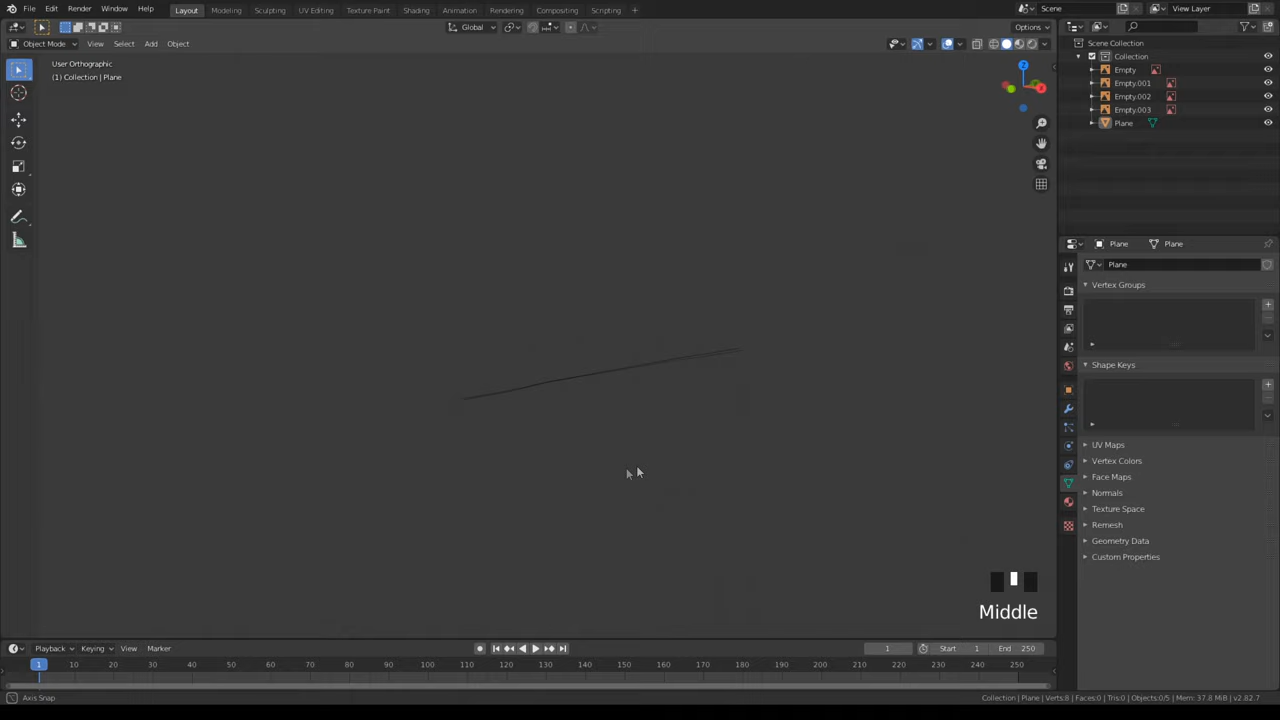 File Edit Render Window Help Layout Modeling Sculpting UV Editing Texture Paint Shading Animation Rendering Compositing Scripting + Scene View Layer
Global Options
Object Mode View Select Add Object
User Orthographic
(1) Collection | Plane
Z
Scene Collection
Collection
Empty
Empty.001
Empty.002
Empty.003
Plane
Plane Plane
Plane
Vertex Groups
Shape Keys
UV Maps
Vertex Colors
Face Maps
Normals
Texture Space
Remesh
Geometry Data
Custom Properties
Middle
Playback Keying View Marker 1 Start 1 End 250
1 10 20 30 40 50 60 70 80 90 100 110 120 130 140 150 160 170 180 190 200 210 220 230 240 250
Axis Snap Collection | Plane | Verts:8 | Faces:0 | Tris:0 | Objects:0/5 | Mem: 37.8 MiB | v2.82.7